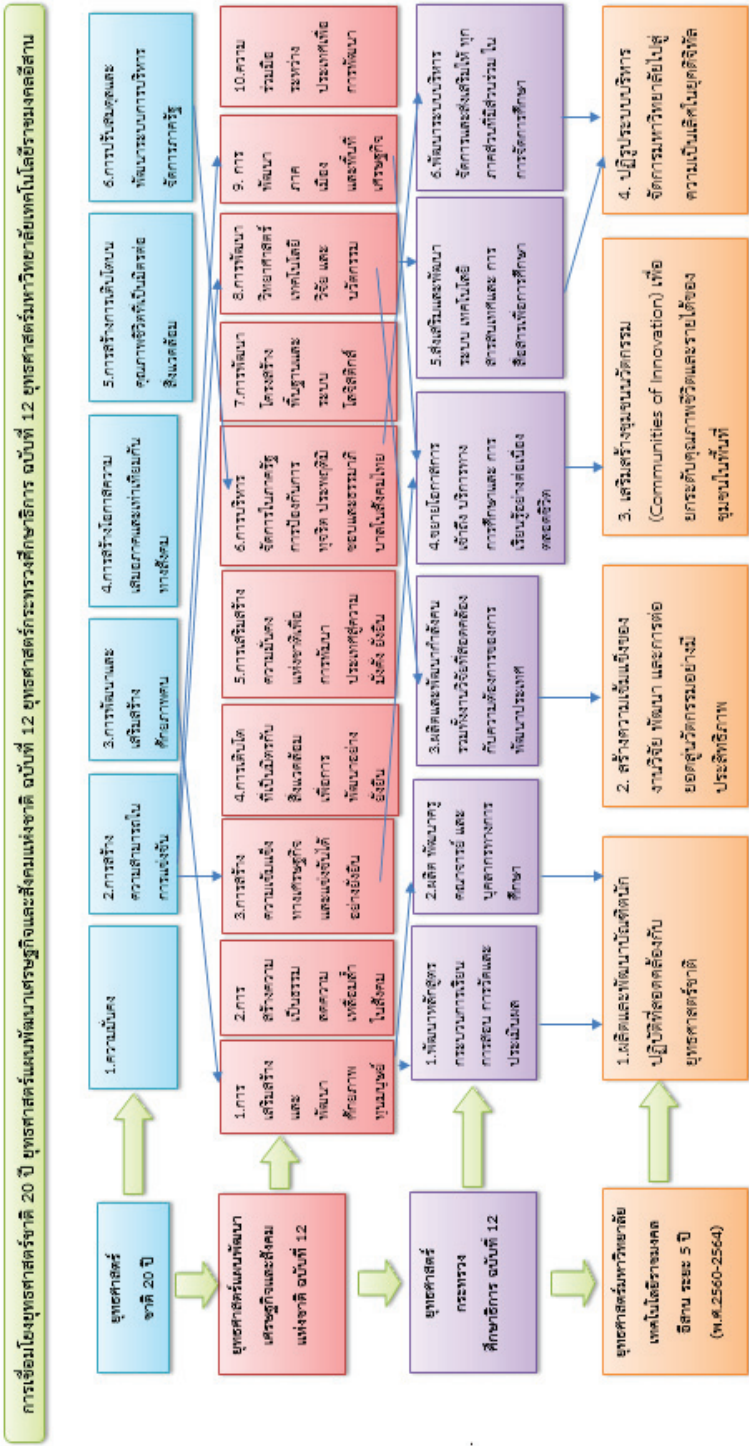 การเชื่อมโยงยุทธศาสตร์ชาติ 20 ปี ยุทธศาสตร์แผนพัฒนาเศรษฐกิจและสังคมแห่งชาติ ฉบับที่ 12 ยุทธศาสตร์กระทรวงศึกษาธิการ ฉบับที่ 12 ยุทธศาสตร์มหาวิทยาลัยเทคโนโลยีราชมงคลอีสาน
ยุทธศาสตร์
ชาติ 20 ปี
1.ความมั่นคง
2.การสร้าง
ความสามารถใน
การแข่งขัน
3.การพัฒนาและ
เสริมสร้าง
ศักยภาพคน
4.การสร้างโอกาสความ
เสมอภาคและเท่าเทียมกัน
ทางสังคม
5.การสร้างการเติบโตบน
คุณภาพชีวิตที่เป็นมิตรต่อ
สิ่งแวดล้อม
6.การปรับสมดุลและ
พัฒนาระบบการบริหาร
จัดการภาครัฐ
ยุทธศาสตร์แผนพัฒนา
เศรษฐกิจและสังคม
แห่งชาติ ฉบับที่ 12
1.การ
เสริมสร้าง
และ
พัฒนา
ศักยภาพ
ทุนมนุษย์
2.การ
สร้างความ
เป็นธรรม
ลดความ
เหลื่อมล้ำ
ในสังคม
3.การสร้าง
ความเข้มแข็ง
ทางเศรษฐกิจ
และแข่งขันได้
อย่างยั่งยืน
4.การเติบโต
ที่เป็นมิตรกับ
สิ่งแวดล้อม
เพื่อการ
พัฒนาอย่าง
ยั่งยืน
5.การเสริมสร้าง
ความมั่นคง
แห่งชาติเพื่อ
การพัฒนา
ประเทศสู่ความ
มั่งคั่ง ยั่งยืน
6.การบริหาร
จัดการในภาครัฐ
การป้องกันการ
ทุจริต ประพฤติมิ
ชอบและธรรมาภิ
บาลในสังคมไทย
7.การพัฒนา
โครงสร้าง
พื้นฐานและ
ระบบ
โลจิสติกส์
8.การพัฒนา
วิทยาศาสตร์
เทคโนโลยี
วิจัย และ
นวัตกรรม
9. การ
พัฒนา
ภาค
เมือง
และพื้นที่
เศรษฐกิจ
10.ความ
ร่วมมือ
ระหว่าง
ประเทศเพื่อ
การพัฒนา
ยุทธศาสตร์
กระทรวง
ศึกษาธิการ ฉบับที่ 12
1.พัฒนาหลักสูตร
กระบวนการเรียน
การสอน การวัดและ
ประเมินผล
2.ผลิต พัฒนาครู
คณาจารย์ และ
บุคลากรทางการ
ศึกษา
3.ผลิตและพัฒนากำลังคน
รวมทั้งงานวิจัยที่สอดคล้อง
กับความต้องการของการ
พัฒนาประเทศ
4.ขยายโอกาสการ
เข้าถึง บริการทาง
การศึกษาและ การ
เรียนรู้อย่างต่อเนื่อง
ตลอดชีวิต
5.ส่งเสริมและพัฒนา
ระบบ เทคโนโลยี
สารสนเทศและ การ
สื่อสารเพื่อการศึกษา
6.พัฒนาระบบบริหาร
จัดการและส่งเสริมให้ ทุก
ภาคส่วนที่มีส่วนร่วม ใน
การจัดการศึกษา
ยุทธศาสตร์มหาวิทยาลัย
เทคโนโลยีราชมงคล
อีสาน ระยะ 5 ปี
(พ.ศ.2560-2564)
1.ผลิตและพัฒนาบัณฑิตนัก
ปฏิบัติที่สอดคล้องกับ
ยุทธศาสตร์ชาติ
2. สร้างความเข้มแข็งของ
งานวิจัย พัฒนา และการต่อ
ยอดสู่นวัตกรรมอย่างมี
ประสิทธิภาพ
3. เสริมสร้างชุมชนนวัตกรรม
(Communities of Innovation) เพื่อ
ยกระดับคุณภาพชีวิตและรายได้ของ
ชุมชนในพื้นที่
4. ปฏิรูประบบบริหาร
จัดการมหาวิทยาลัยไปสู่
ความเป็นเลิศในยุคดิจิทัล